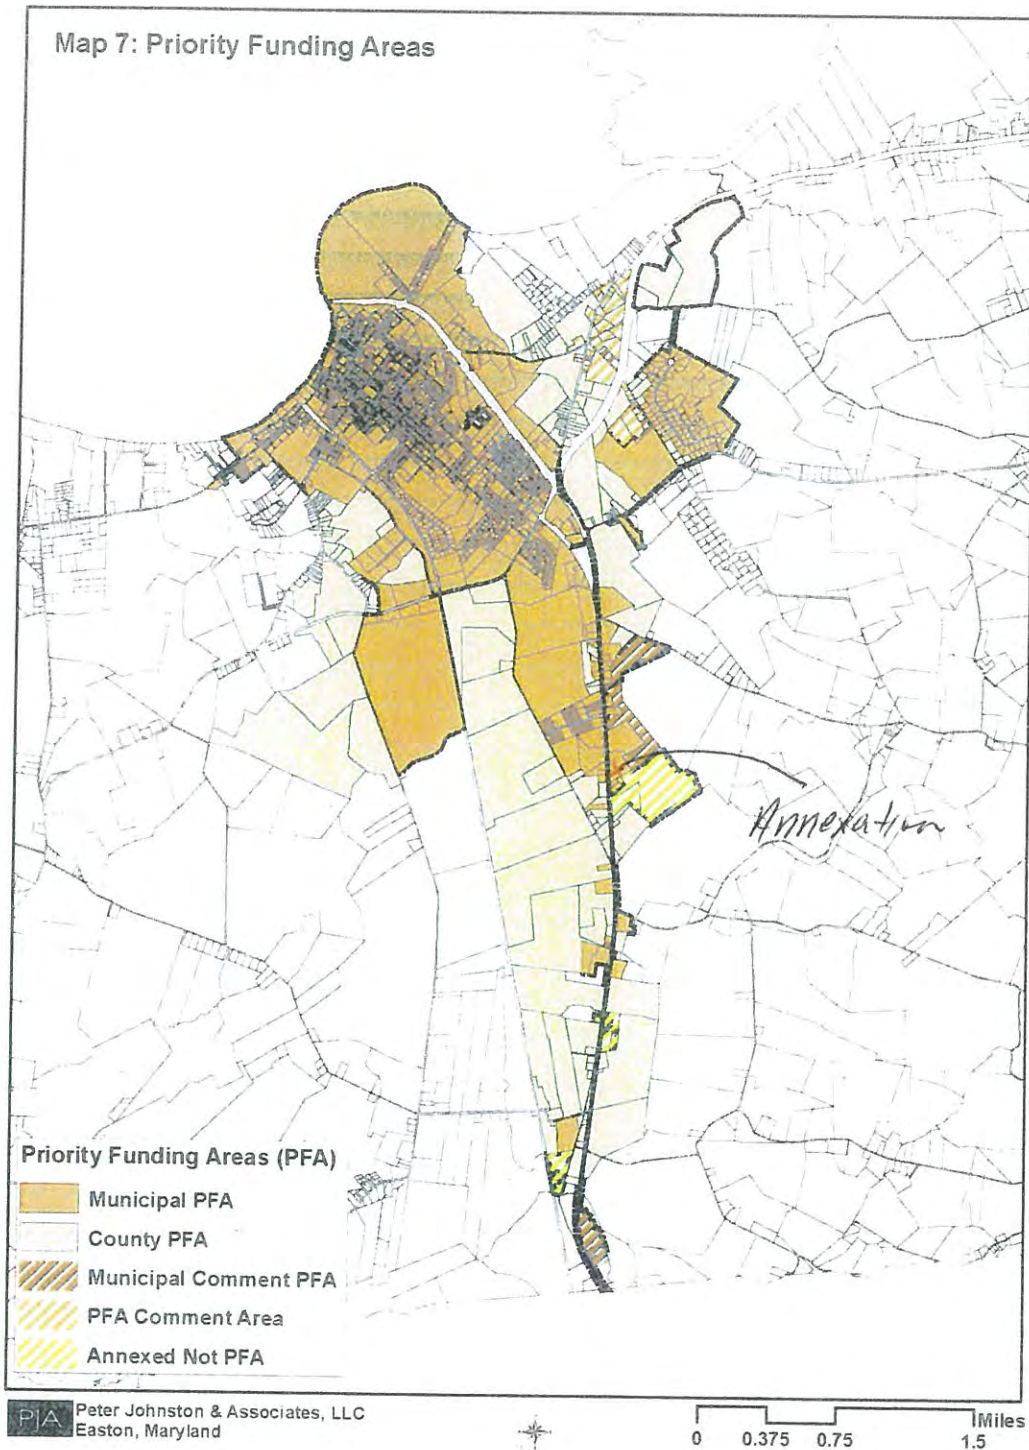 Map 7: Priority Funding Areas
Annexation
Priority Funding Areas (PFA)
Municipal PFA
County PFA
Municipal Comment PFA
PFA Comment Area
Annexed Not PFA
PJA
Peter Johnston & Associates, LLC
Easton, Maryland
Miles
0 0.375 0.75 1.5